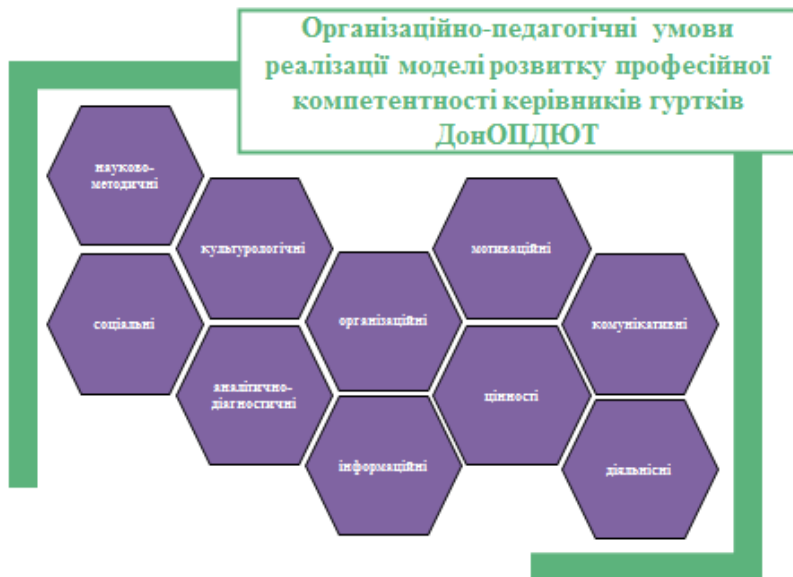 Організаційно-педагогічні умови
реалізації моделі розвитку професійної
компетентності керівників гуртків
ДонОПДЮТ
науково-
методичні
культурологічні
мотиваційні
соціальні
організаційні
комунікативні
аналітично-
діагностичні
цінності
інформаційні
діяльнісні